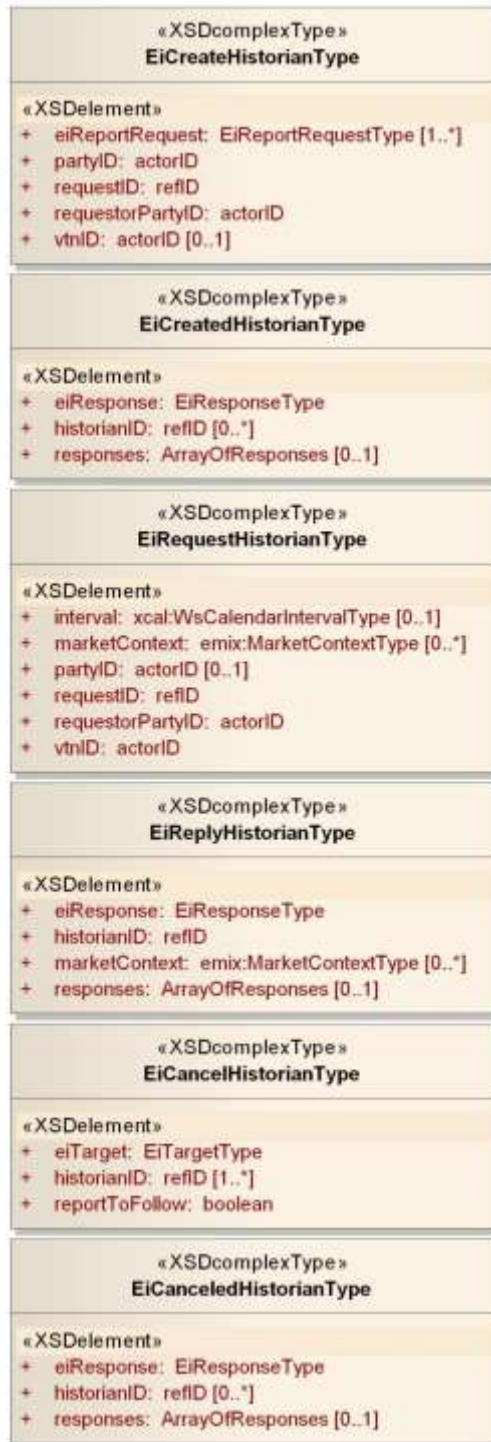 «XSDcomplexType»
EiCreateHistorianType
«XSDelement»
+ eiReportRequest: EiReportRequestType [1..*]
+ partyID: actorID
+ requestID: refID
+ requestorPartyID: actorID
+ vtnID: actorID [0..1]
«XSDcomplexType»
EiCreatedHistorianType
«XSDelement»
+ eiResponse: EiResponseType
+ historianID: refID [0..*]
+ responses: ArrayOfResponses [0..1]
«XSDcomplexType»
EiRequestHistorianType
«XSDelement»
+ interval: xcal:WsCalendarIntervalType [0..1]
+ marketContext: emix:MarketContextType [0..*]
+ partyID: actorID [0..1]
+ requestID: refID
+ requestorPartyID: actorID
+ vtnID: actorID
«XSDcomplexType»
EiReplyHistorianType
«XSDelement»
+ eiResponse: EiResponseType
+ historianID: refID
+ marketContext: emix:MarketContextType [0..*]
+ responses: ArrayOfResponses [0..1]
«XSDcomplexType»
EiCancelHistorianType
«XSDelement»
+ eiTarget: EiTargetType
+ historianID: refID [1..*]
+ reportToFollow: boolean
«XSDcomplexType»
EiCanceledHistorianType
«XSDelement»
+ eiResponse: EiResponseType
+ historianID: refID [0..*]
+ responses: ArrayOfResponses [0..1]